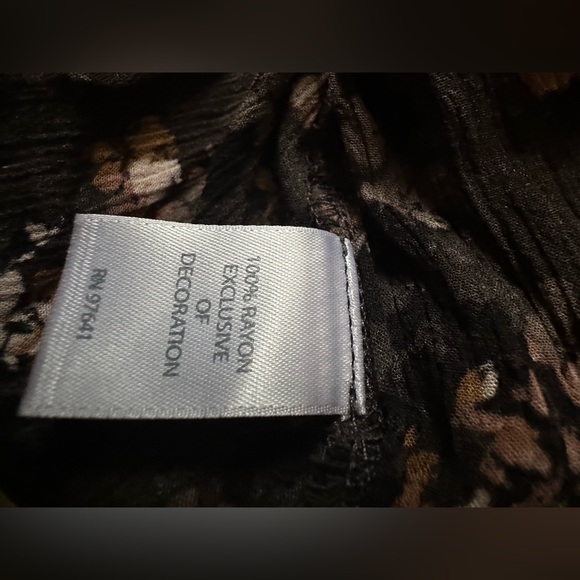 100% RAYON
EXCLUSIVE
OF
DECORATION
RN 97641